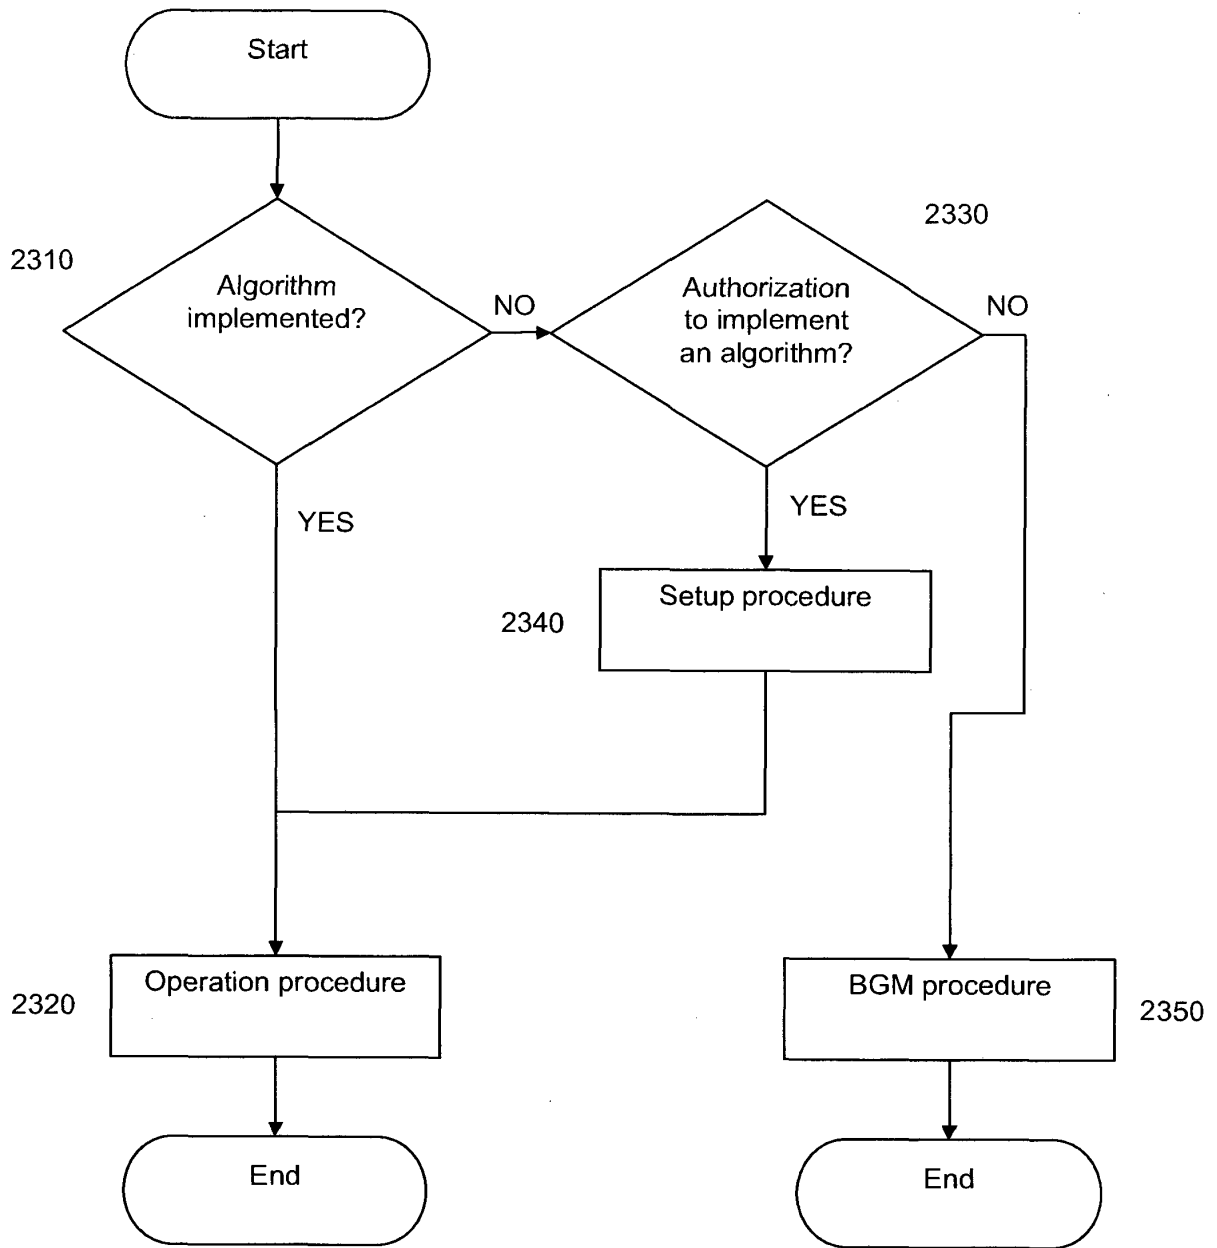 Start
2310
Algorithm
implemented?
NO
2330
Authorization
to implement
an algorithm?
NO
YES
YES
2340
Setup procedure
2320
Operation procedure
BGM procedure
2350
End
End